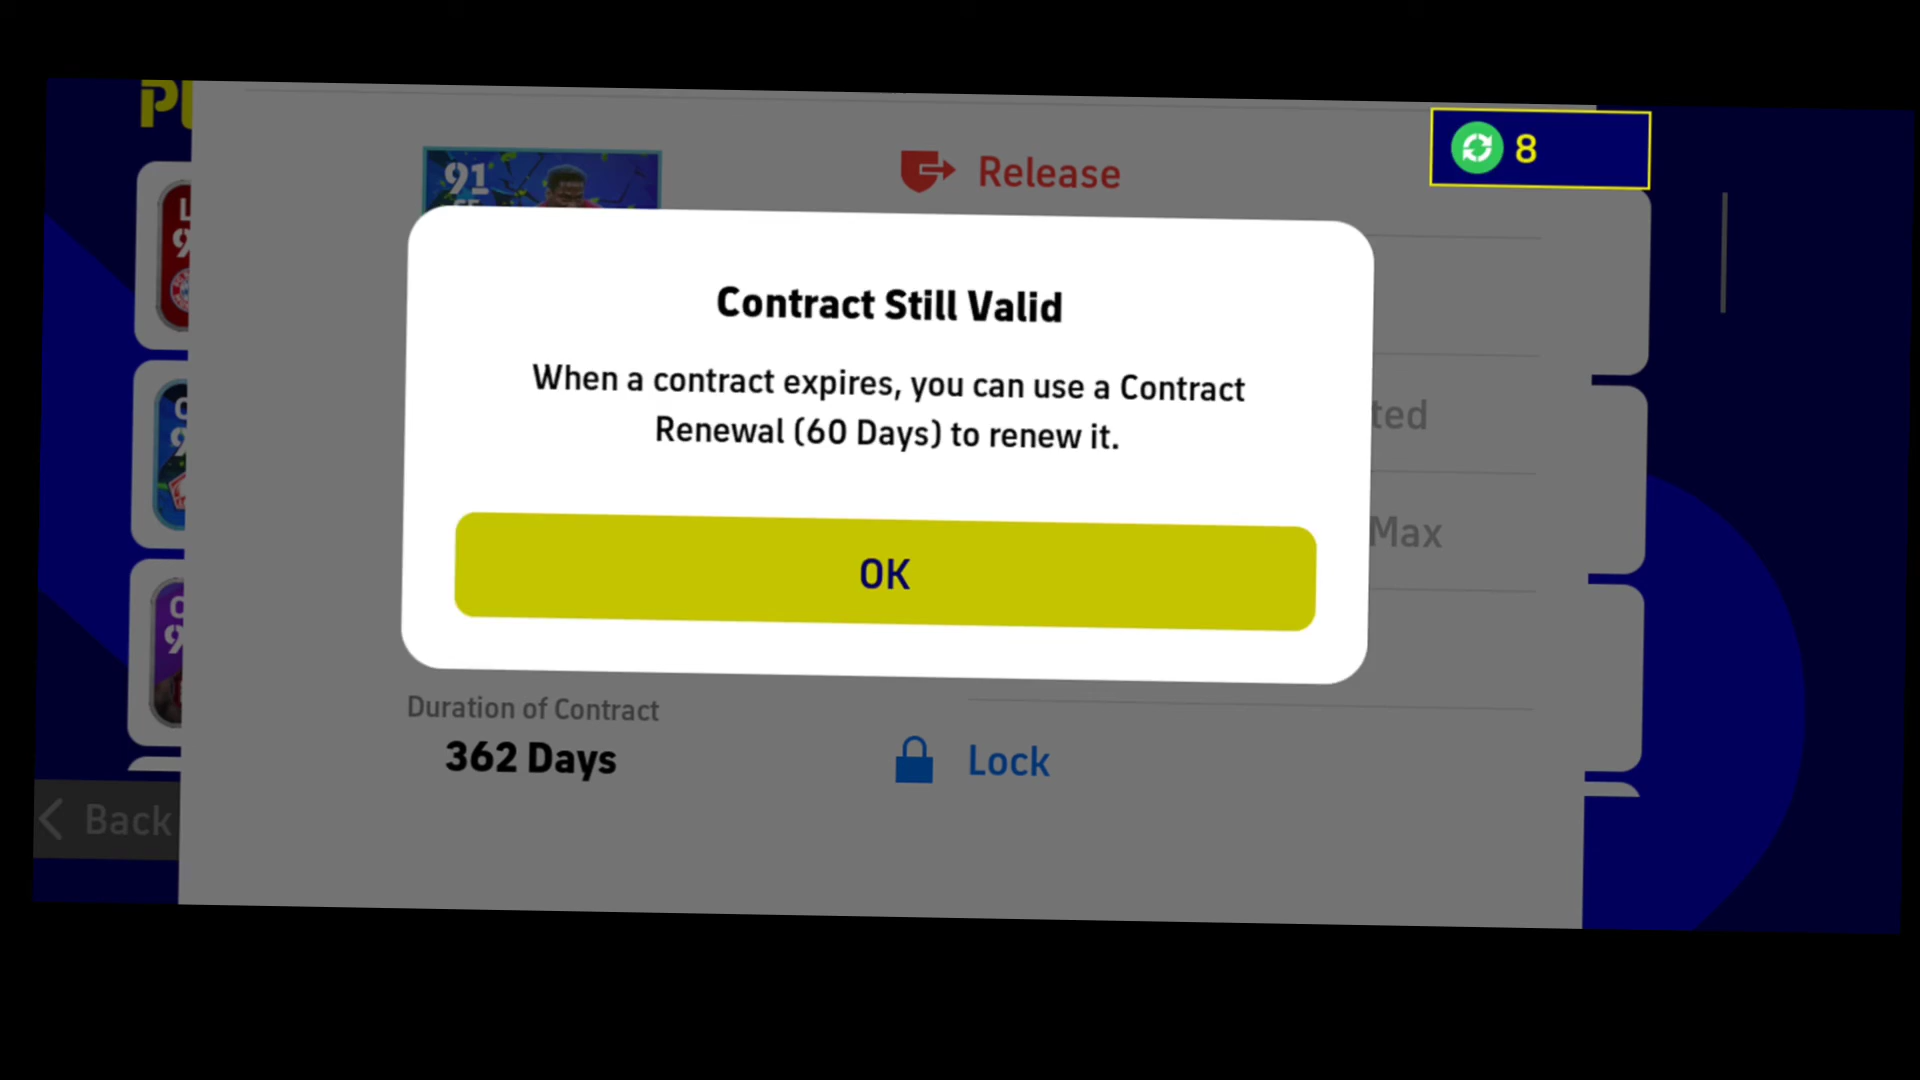 8
91
Release
Contract Still Valid
When a contract expires, you can use a Contract
Renewal (60 Days) to renew it.
OK
Max
Duration of Contract
362 Days
Lock
Back